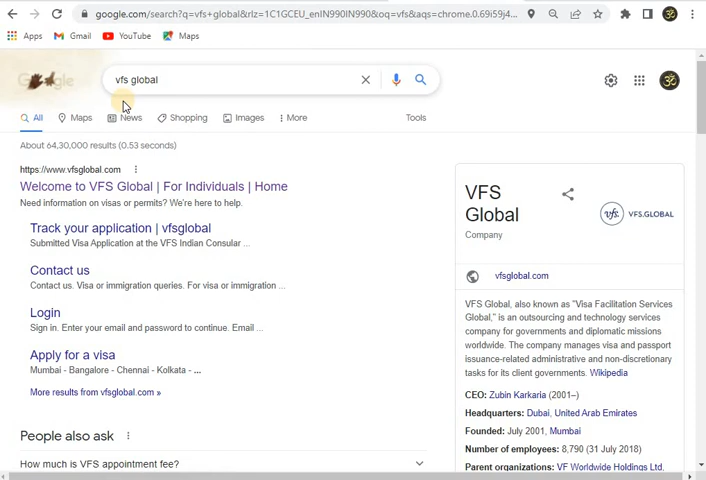 google.com/search?q=vfs+global&rlz=1C1GCEU_enIN990IN990&oq=vfs&aqs=chrome.0.69i59j4...
Apps Gmail YouTube Maps
Google
vfs global
All Maps News Shopping Images More Tools
About 64,30,000 results (0.53 seconds)
https://www.vfsglobal.com
Welcome to VFS Global | For Individuals | Home
Need information on visas or permits? We're here to help.
Track your application | vfsglobal
Submitted Visa Application at the VFS Indian Consular ...
Contact us
Contact us. Visa or immigration queries. For visa or immigration ...
Login
Sign in. Enter your email and password to continue. Email ...
Apply for a visa
Mumbai - Bangalore - Chennai - Kolkata - ...
More results from vfsglobal.com »
People also ask
How much is VFS appointment fee?
VFS
Global
Company
vfs. VFS.GLOBAL
vfsglobal.com
VFS Global, also known as "Visa Facilitation Services
Global," is an outsourcing and technology services
company for governments and diplomatic missions
worldwide. The company manages visa and passport
issuance-related administrative and non-discretionary
tasks for its client governments. Wikipedia
CEO: Zubin Karkaria (2001–)
Headquarters: Dubai, United Arab Emirates
Founded: July 2001, Mumbai
Number of employees: 8,790 (31 July 2018)
Parent organizations: VF Worldwide Holdings Ltd.